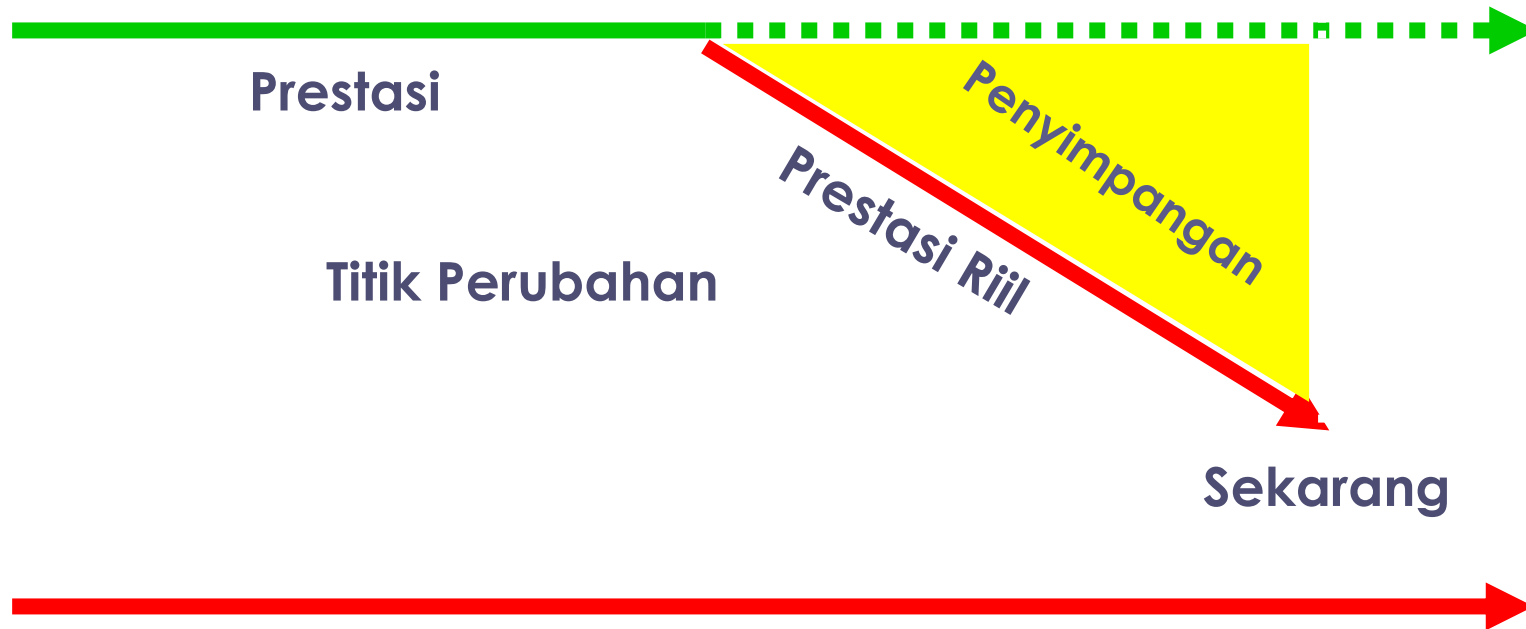 Prestasi
Penyimpangan
Prestasi Riil
Titik Perubahan
Sekarang